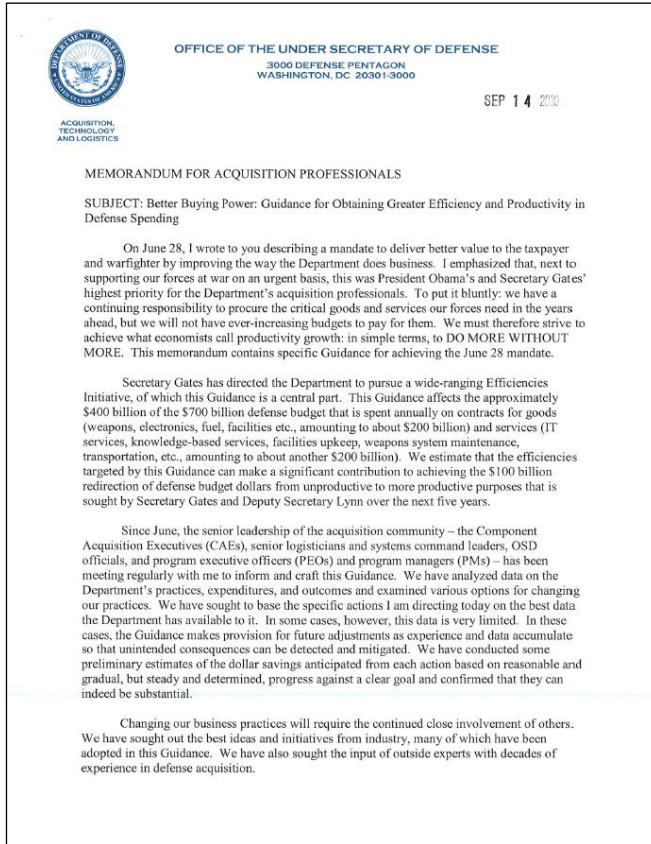 OFFICE OF THE UNDER SECRETARY OF DEFENSE
3000 DEFENSE PENTAGON
WASHINGTON, DC 20301-3000
SEP 14 2010
DEPARTMENT OF DEFENSE
UNITED STATES OF AMERICA
ACQUISITION,
TECHNOLOGY
AND LOGISTICS
MEMORANDUM FOR ACQUISITION PROFESSIONALS
SUBJECT: Better Buying Power: Guidance for Obtaining Greater Efficiency and Productivity in
Defense Spending
On June 28, I wrote to you describing a mandate to deliver better value to the taxpayer
and warfighter by improving the way the Department does business. I emphasized that, next to
supporting our forces at war on an urgent basis, this was President Obama's and Secretary Gates'
highest priority for the Department's acquisition professionals. To put it bluntly: we have a
continuing responsibility to procure the critical goods and services our forces need in the years
ahead, but we will not have ever-increasing budgets to pay for them. We must therefore strive to
achieve what economists call productivity growth: in simple terms, to DO MORE WITHOUT
MORE. This memorandum contains specific Guidance for achieving the June 28 mandate.
Secretary Gates has directed the Department to pursue a wide-ranging Efficiencies
Initiative, of which this Guidance is a central part. This Guidance affects the approximately
$400 billion of the $700 billion defense budget that is spent annually on contracts for goods
(weapons, electronics, fuel, facilities etc., amounting to about $200 billion) and services (IT
services, knowledge-based services, facilities upkeep, weapons system maintenance,
transportation, etc., amounting to about another $200 billion). We estimate that the efficiencies
targeted by this Guidance can make a significant contribution to achieving the $100 billion
redirection of defense budget dollars from unproductive to more productive purposes that is
sought by Secretary Gates and Deputy Secretary Lynn over the next five years.
Since June, the senior leadership of the acquisition community – the Component
Acquisition Executives (CAEs), senior logisticians and systems command leaders, OSD
officials, and program executive officers (PEOs) and program managers (PMs) – has been
meeting regularly with me to inform and craft this Guidance. We have analyzed data on the
Department's practices, expenditures, and outcomes and examined various options for changing
our practices. We have sought to base the specific actions I am directing today on the best data
the Department has available to it. In some cases, however, this data is very limited. In these
cases, the Guidance makes provision for future adjustments as experience and data accumulate
so that unintended consequences can be detected and mitigated. We have conducted some
preliminary estimates of the dollar savings anticipated from each action based on reasonable and
gradual, but steady and determined, progress against a clear goal and confirmed that they can
indeed be substantial.
Changing our business practices will require the continued close involvement of others.
We have sought out the best ideas and initiatives from industry, many of which have been
adopted in this Guidance. We have also sought the input of outside experts with decades of
experience in defense acquisition.